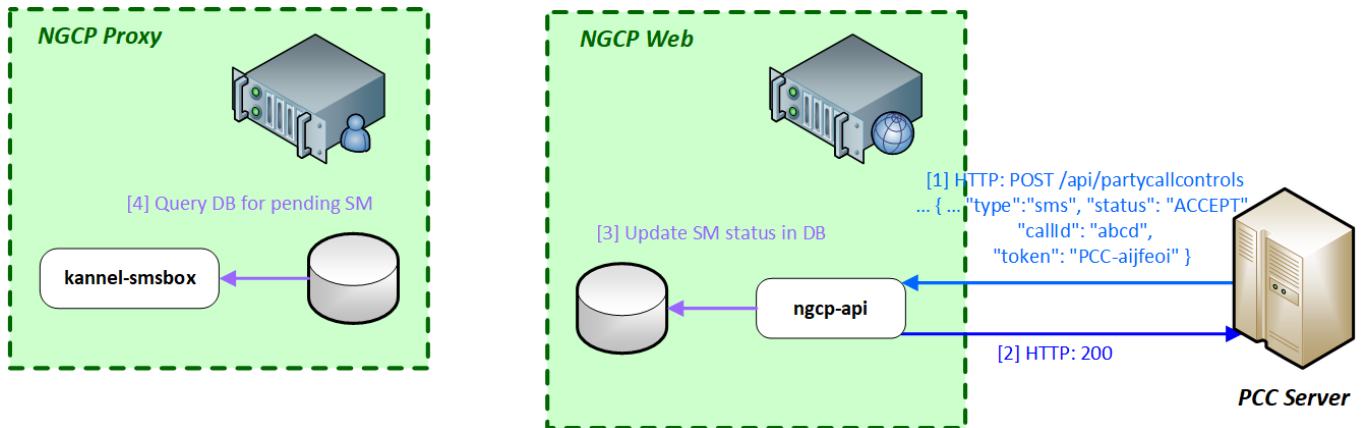 NGCP Proxy
[4] Query DB for pending SM
kannel-smsbox
NGCP Web
[3] Update SM status in DB
ngcp-api
[1] HTTP: POST /api/partycallcontrols
... { ... "type":"sms", "status": "ACCEPT"
"callId": "abcd",
"token": "PCC-aijfeoi" }
[2] HTTP: 200
PCC Server